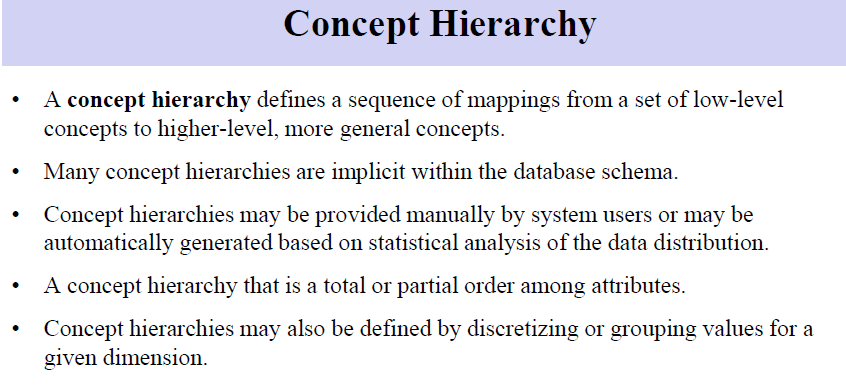 Concept Hierarchy
• A concept hierarchy defines a sequence of mappings from a set of low-level
concepts to higher-level, more general concepts.
• Many concept hierarchies are implicit within the database schema.
• Concept hierarchies may be provided manually by system users or may be
automatically generated based on statistical analysis of the data distribution.
• A concept hierarchy that is a total or partial order among attributes.
• Concept hierarchies may also be defined by discretizing or grouping values for a
given dimension.